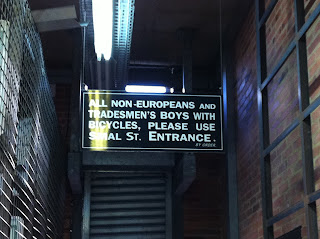 ALL NON-EUROPEANS AND
TRADESMEN'S BOYS WITH
BICYCLES, PLEASE USE
SMAL ST. ENTRANCE.
BY ORDER